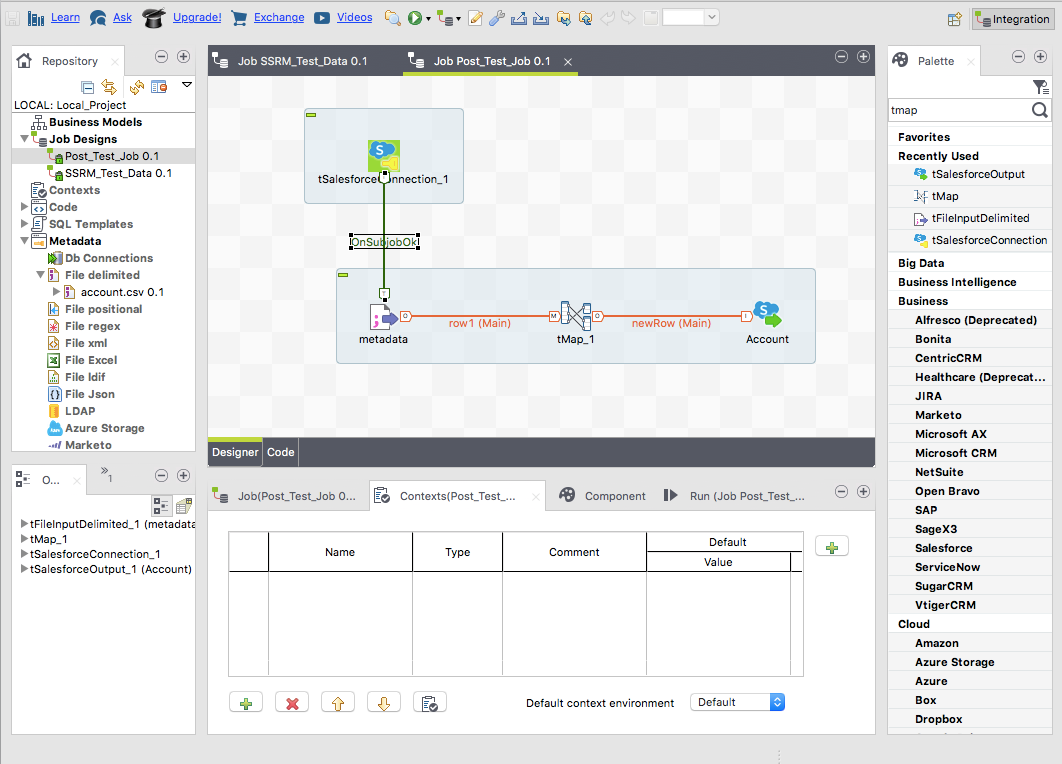 Learn Ask Upgrade! Exchange Videos Integration
Repository
LOCAL: Local_Project
Business Models
Job Designs
Post_Test_Job 0.1
SSRM_Test_Data 0.1
Contexts
Code
SQL Templates
Metadata
Db Connections
File delimited
account.csv 0.1
File positional
File regex
File xml
File Excel
File ldif
File Json
LDAP
Azure Storage
Marketo
O...
»1
tFileInputDelimited_1 (metadata
tMap_1
tSalesforceConnection_1
tSalesforceOutput_1 (Account)
Job SSRM_Test_Data 0.1 Job Post_Test_Job 0.1
tSalesforceConnection_1
OnSubjobOk
row1 (Main) newRow (Main)
metadata tMap_1 Account
Designer Code
Job(Post_Test_Job 0... Contexts(Post_Test_... Component Run (Job Post_Test_...
Name Type Comment Default
Value
Default context environment Default
Palette
tmap
Favorites
Recently Used
tSalesforceOutput
tMap
tFileInputDelimited
tSalesforceConnection
Big Data
Business Intelligence
Business
Alfresco (Deprecated)
Bonita
CentricCRM
Healthcare (Deprecat...
JIRA
Marketo
Microsoft AX
Microsoft CRM
NetSuite
Open Bravo
SAP
SageX3
Salesforce
ServiceNow
SugarCRM
VtigerCRM
Cloud
Amazon
Azure Storage
Azure
Box
Dropbox